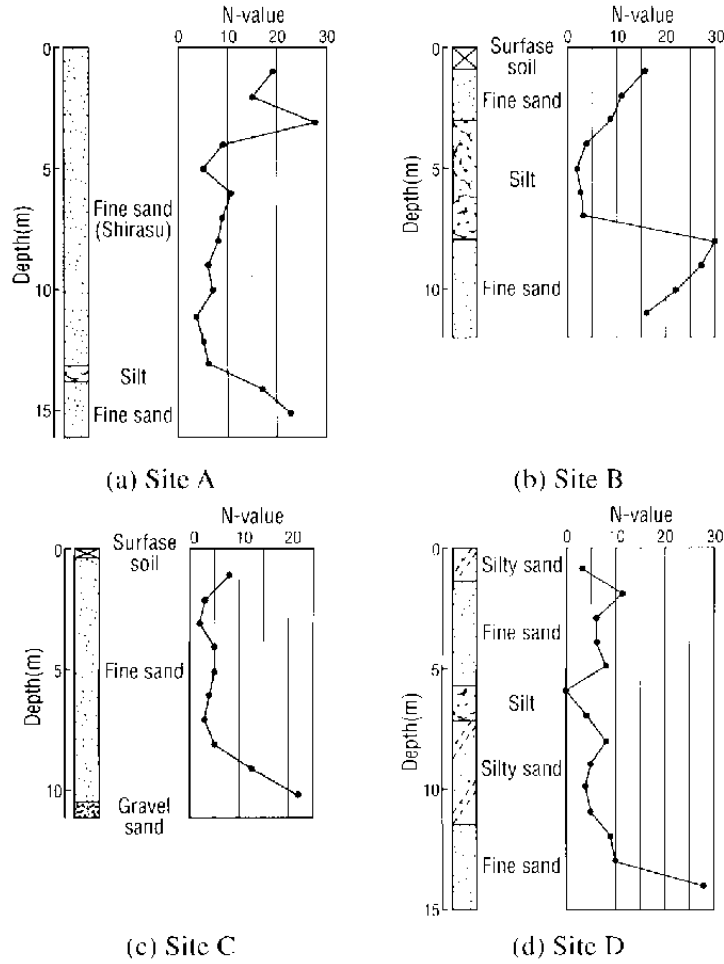 N-value
0 10 20 30
0
5
10
15
Depth(m)
Fine sand
(Shirasu)
Silt
Fine sand
(a) Site A
N-value
0 10 20 30
0
5
10
Depth(m)
Surfase
soil
Fine sand
Silt
Fine sand
(b) Site B
N-value
0 10 20
0
5
10
Depth(m)
Surfase
soil
Fine sand
Gravel
sand
(c) Site C
N-value
0 10 20 30
0
5
10
15
Depth(m)
Silty sand
Fine sand
Silt
Silty sand
Fine sand
(d) Site D